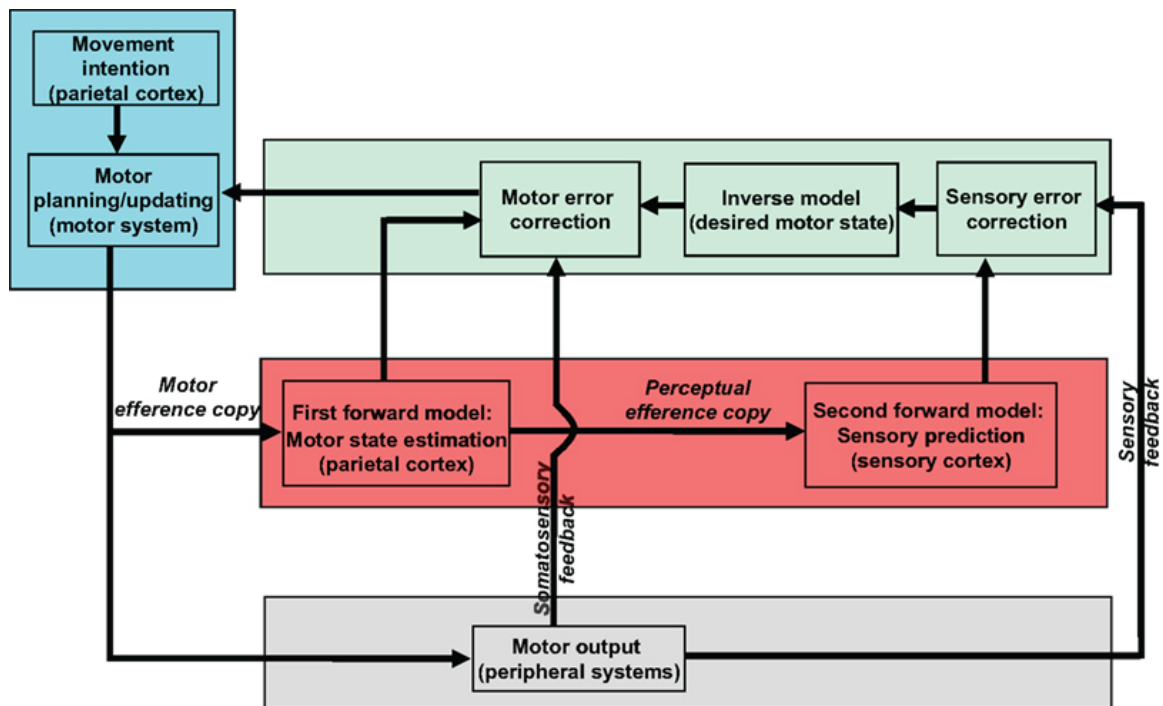 Movement
intention
(parietal cortex)
Motor
planning/updating
(motor system)
Motor error
correction
Inverse model
(desired motor state)
Sensory error
correction
Motor
efference copy
First forward model:
Motor state estimation
(parietal cortex)
Perceptual
efference copy
Second forward model:
Sensory prediction
(sensory cortex)
Somatosensory
feedback
Sensory
feedback
Motor output
(peripheral systems)